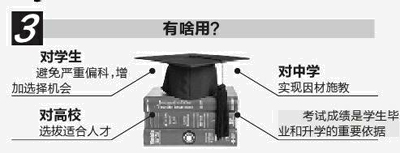 3
有啥用?
对学生
避免严重偏科,增
加选择机会
对中学
实现因材施教
对高校
选拔适合人才
考试成绩是学生毕
业和升学的重要依据